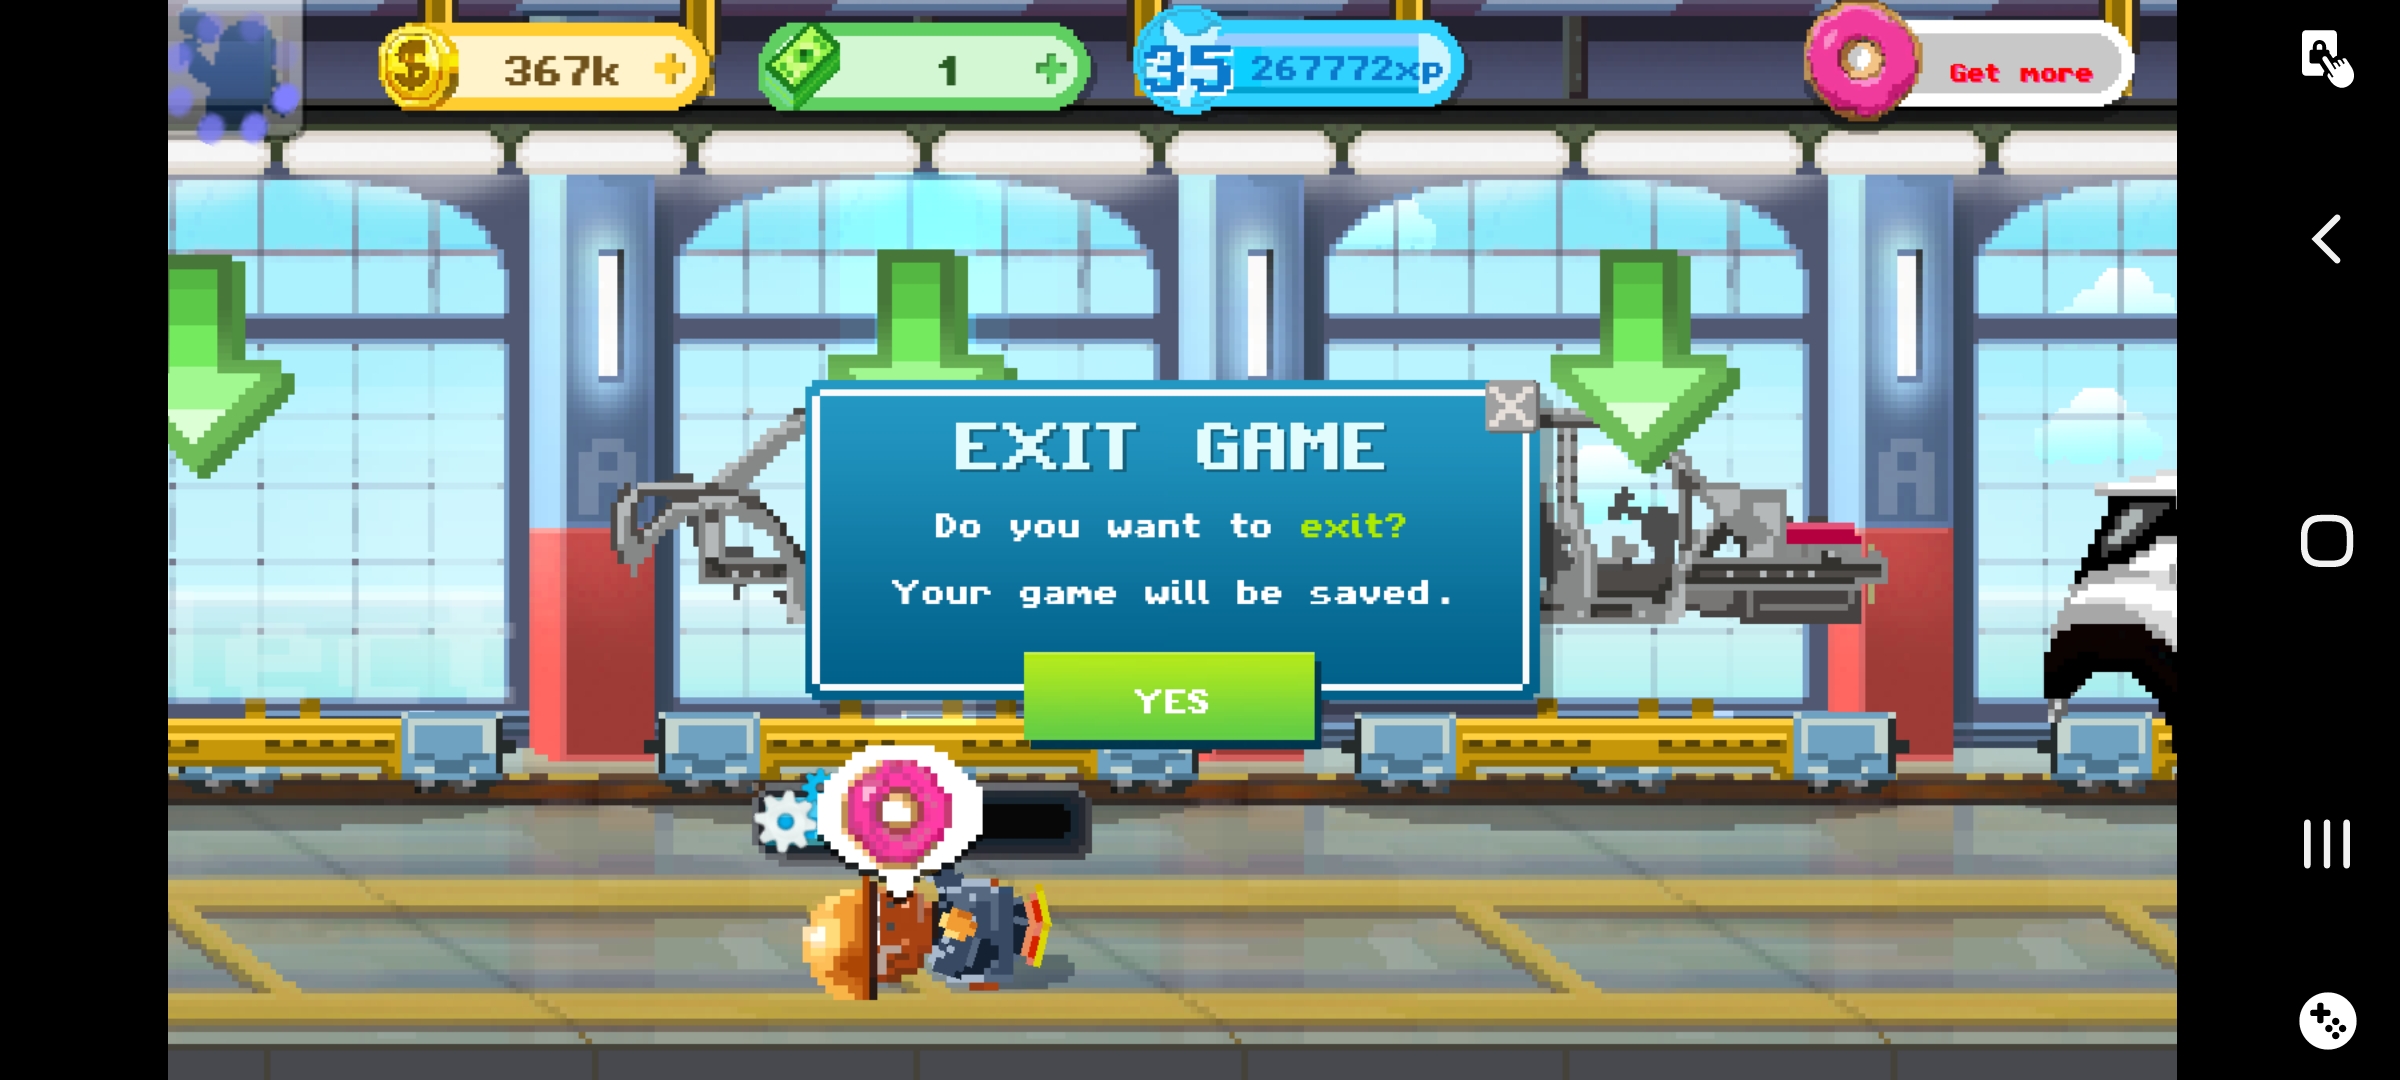 367k
1
35
267772xp
Get more
A
A
EXIT GAME
Do you want to exit?
Your game will be saved.
YES